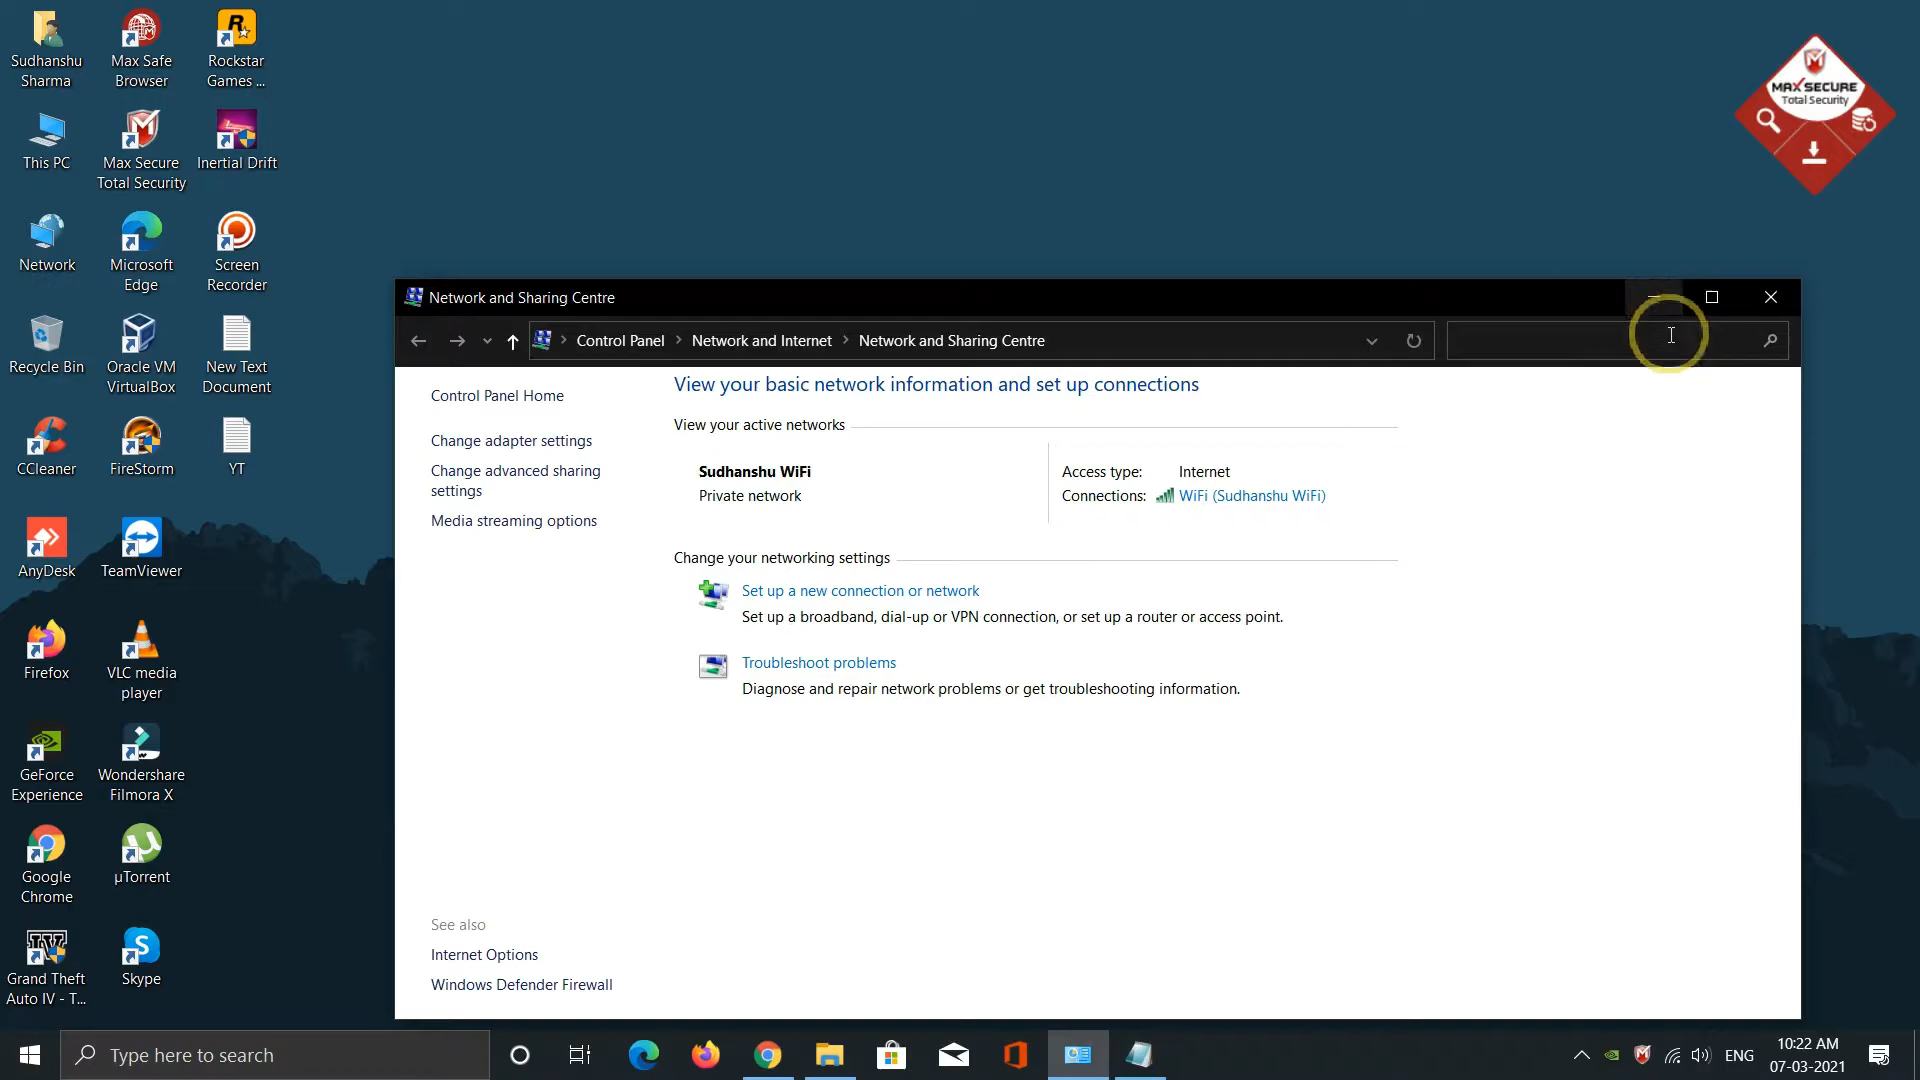 Sudhanshu
Sharma
Max Safe
Browser
Rockstar
Games ...
This PC
Max Secure
Total Security
Inertial Drift
Network
Microsoft
Edge
Screen
Recorder
Recycle Bin
Oracle VM
VirtualBox
New Text
Document
CCleaner
FireStorm
YT
AnyDesk
TeamViewer
Firefox
VLC media
player
GeForce
Experience
Wondershare
Filmora X
Google
Chrome
µTorrent
Grand Theft
Auto IV - T...
Skype
MAX SECURE
Total Security
Network and Sharing Centre
Control Panel
Network and Internet
Network and Sharing Centre
Control Panel Home
Change adapter settings
Change advanced sharing
settings
Media streaming options
View your basic network information and set up connections
View your active networks
Sudhanshu WiFi
Private network
Access type: Internet
Connections: WiFi (Sudhanshu WiFi)
Change your networking settings
Set up a new connection or network
Set up a broadband, dial-up or VPN connection, or set up a router or access point.
Troubleshoot problems
Diagnose and repair network problems or get troubleshooting information.
See also
Internet Options
Windows Defender Firewall
Type here to search
ENG
10:22 AM
07-03-2021